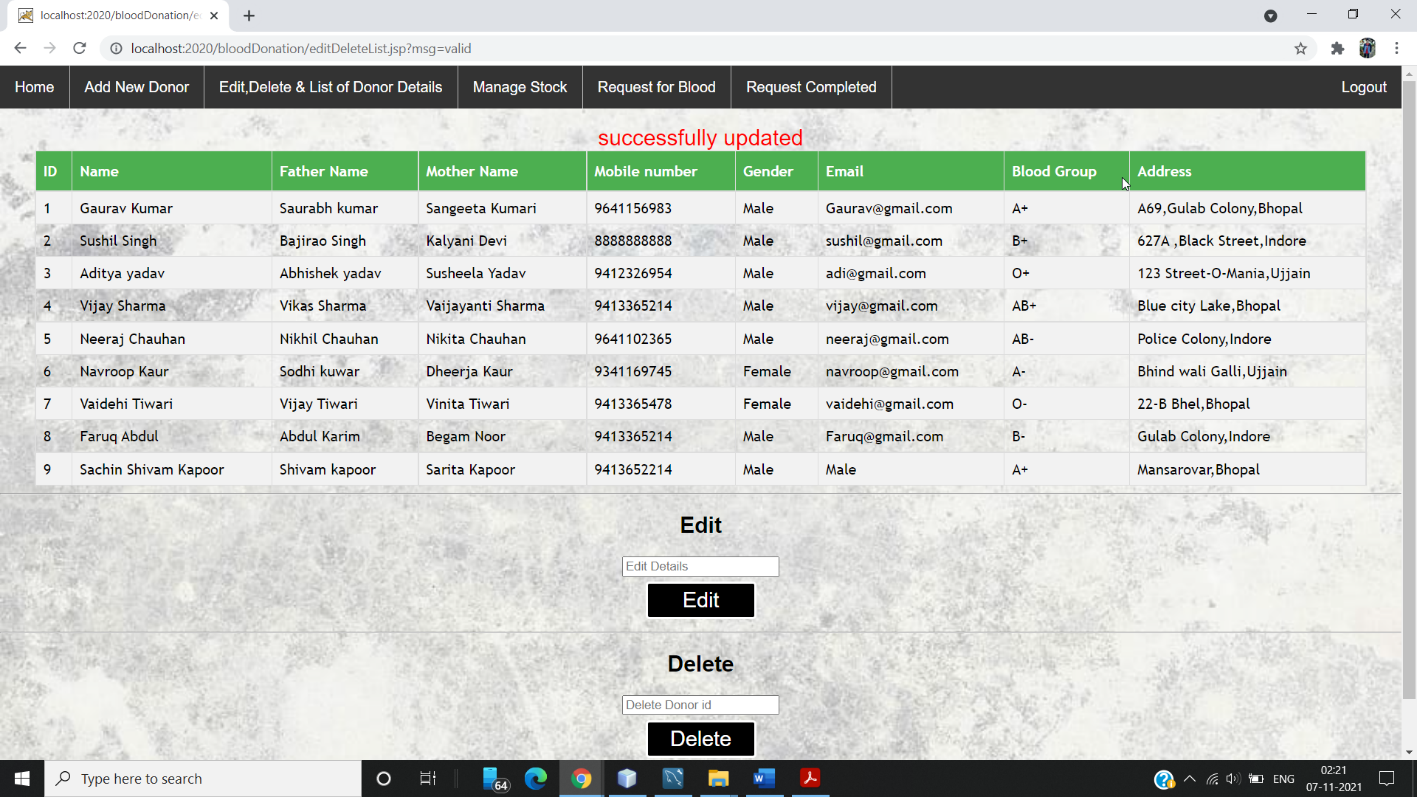 localhost:2020/bloodDonation/e
localhost:2020/bloodDonation/editDeleteList.jsp?msg=valid
Home Add New Donor Edit,Delete & List of Donor Details Manage Stock Request for Blood Request Completed Logout
successfully updated
ID Name Father Name Mother Name Mobile number Gender Email Blood Group Address
1 Gaurav Kumar Saurabh kumar Sangeeta Kumari 9641156983 Male Gaurav@gmail.com A+ A69,Gulab Colony,Bhopal
2 Sushil Singh Bajirao Singh Kalyani Devi 8888888888 Male sushil@gmail.com B+ 627A ,Black Street,Indore
3 Aditya yadav Abhishek yadav Susheela Yadav 9412326954 Male adi@gmail.com O+ 123 Street-O-Mania,Ujjain
4 Vijay Sharma Vikas Sharma Vaijayanti Sharma 9413365214 Male vijay@gmail.com AB+ Blue city Lake,Bhopal
5 Neeraj Chauhan Nikhil Chauhan Nikita Chauhan 9641102365 Male neeraj@gmail.com AB- Police Colony,Indore
6 Navroop Kaur Sodhi kuwar Dheerja Kaur 9341169745 Female navroop@gmail.com A- Bhind wali Galli,Ujjain
7 Vaidehi Tiwari Vijay Tiwari Vinita Tiwari 9413365478 Female vaidehi@gmail.com O- 22-B Bhel,Bhopal
8 Faruq Abdul Abdul Karim Begam Noor 9413365214 Male Faruq@gmail.com B- Gulab Colony,Indore
9 Sachin Shivam Kapoor Shivam kapoor Sarita Kapoor 9413652214 Male Male A+ Mansarovar,Bhopal
Edit
Edit Details
Edit
Delete
Delete Donor id
Delete
Type here to search
64
ENG
02:21
07-11-2021